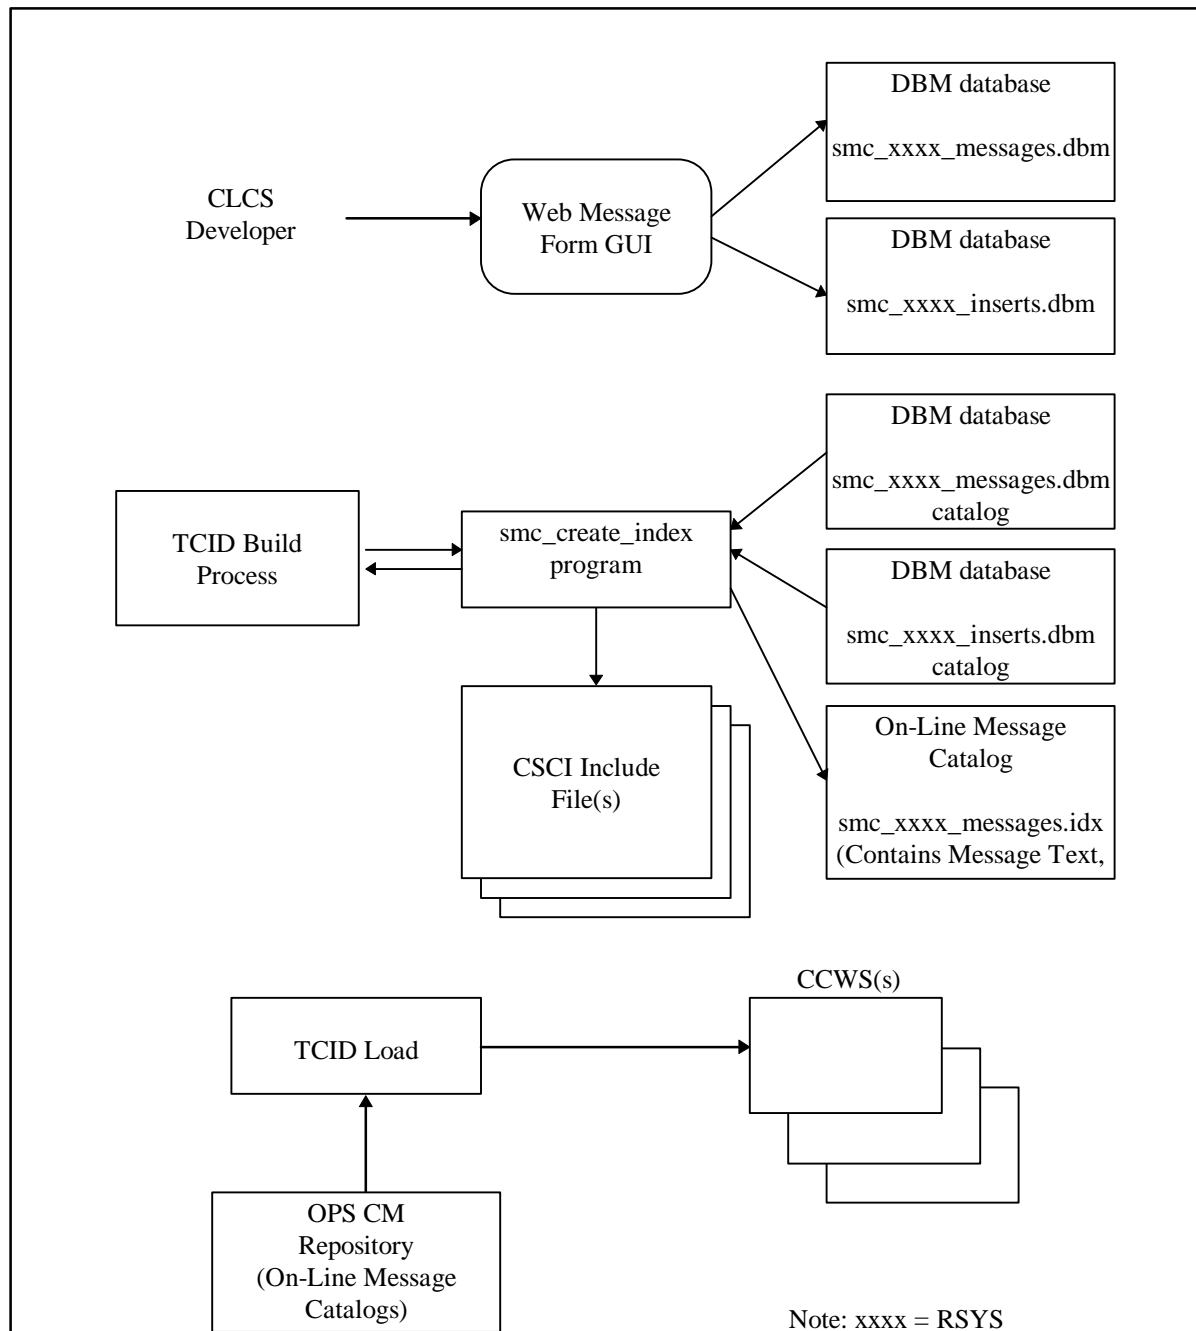 CLCS
Developer
Web Message
Form GUI
DBM database
smc_xxxx_messages.dbm
DBM database
smc_xxxx_inserts.dbm
TCID Build
Process
smc_create_index
program
DBM database
smc_xxxx_messages.dbm
catalog
DBM database
smc_xxxx_inserts.dbm
catalog
On-Line Message
Catalog
smc_xxxx_messages.idx
(Contains Message Text,
CSCI Include
File(s)
TCID Load
CCWS(s)
OPS CM
Repository
(On-Line Message
Catalogs)
Note: xxxx = RSYS